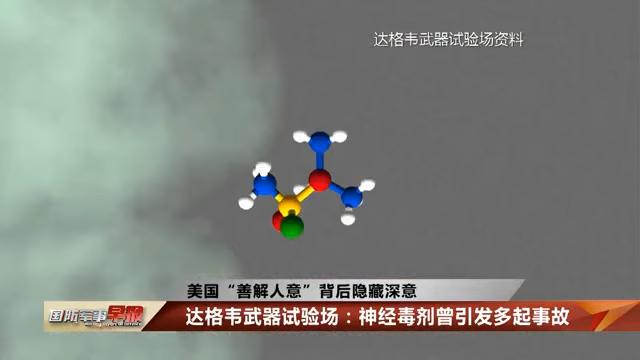 达格韦武器试验场资料
美国“善解人意”背后隐藏深意
国防军事早报
达格韦武器试验场：神经毒剂曾引发多起事故